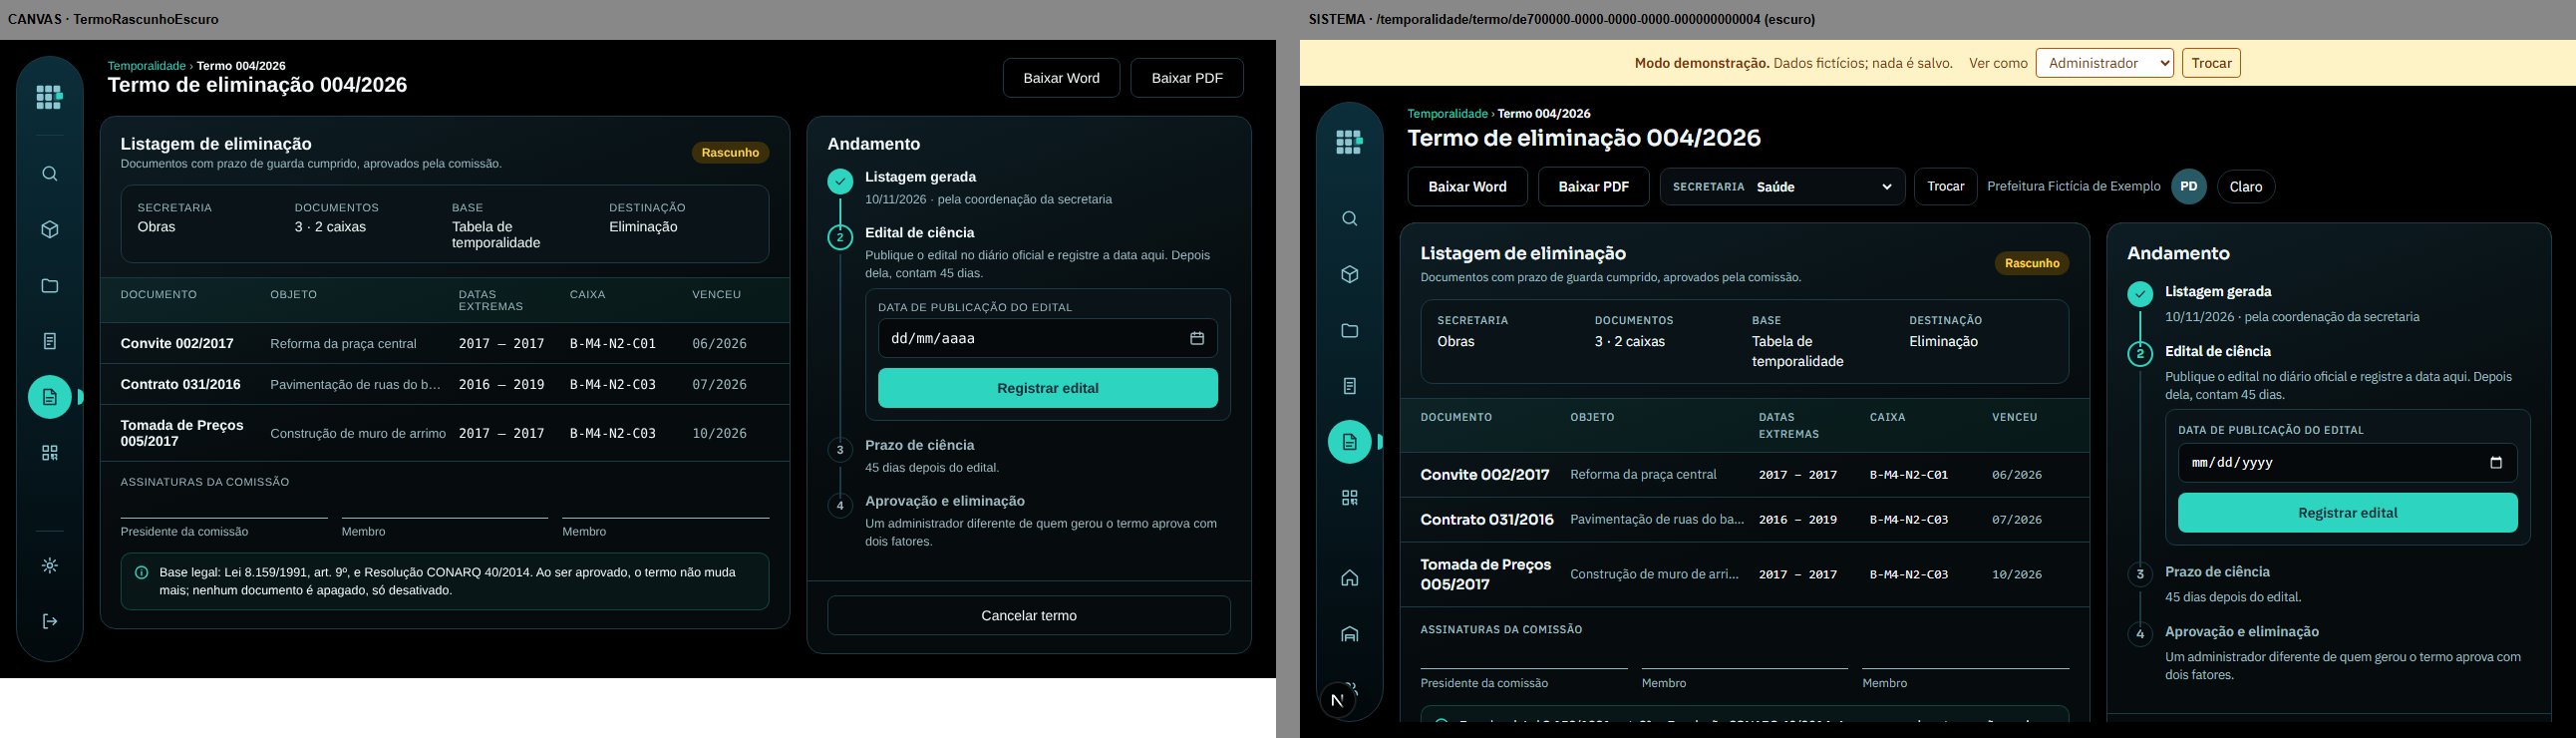 CANVAS · TermoRascunhoEscuro
Temporalidade › Termo 004/2026
Termo de eliminação 004/2026
Baixar Word
Baixar PDF
Listagem de eliminação
Documentos com prazo de guarda cumprido, aprovados pela comissão.
Rascunho
SECRETARIA
Obras
DOCUMENTOS
3 · 2 caixas
BASE
Tabela de
temporalidade
DESTINAÇÃO
Eliminação
DOCUMENTO OBJETO DATAS EXTREMAS CAIXA VENCEU
Convite 002/2017 Reforma da praça central 2017 – 2017 B-M4-N2-C01 06/2026
Contrato 031/2016 Pavimentação de ruas do b... 2016 – 2019 B-M4-N2-C03 07/2026
Tomada de Preços 005/2017 Construção de muro de arrimo 2017 – 2017 B-M4-N2-C03 10/2026
ASSINATURAS DA COMISSÃO
Presidente da comissão Membro Membro
Base legal: Lei 8.159/1991, art. 9º, e Resolução CONARQ 40/2014. Ao ser aprovado, o termo não muda
mais; nenhum documento é apagado, só desativado.
Andamento
Listagem gerada
10/11/2026 · pela coordenação da secretaria
2
Edital de ciência
Publique o edital no diário oficial e registre a data aqui. Depois
dela, contam 45 dias.
DATA DE PUBLICAÇÃO DO EDITAL
dd/mm/aaaa
Registrar edital
3
Prazo de ciência
45 dias depois do edital.
4
Aprovação e eliminação
Um administrador diferente de quem gerou o termo aprova com
dois fatores.
Cancelar termo
SISTEMA · /temporalidade/termo/de700000-0000-0000-0000-000000000004 (escuro)
Modo demonstração. Dados fictícios; nada é salvo. Ver como Administrador Trocar
Temporalidade › Termo 004/2026
Termo de eliminação 004/2026
Baixar Word
Baixar PDF
SECRETARIA Saúde
Trocar
Prefeitura Fictícia de Exemplo
PD
Claro
Listagem de eliminação
Documentos com prazo de guarda cumprido, aprovados pela comissão.
Rascunho
SECRETARIA
Obras
DOCUMENTOS
3 · 2 caixas
BASE
Tabela de
temporalidade
DESTINAÇÃO
Eliminação
DOCUMENTO OBJETO DATAS EXTREMAS CAIXA VENCEU
Convite 002/2017 Reforma da praça central 2017 – 2017 B-M4-N2-C01 06/2026
Contrato 031/2016 Pavimentação de ruas do ba... 2016 – 2019 B-M4-N2-C03 07/2026
Tomada de Preços 005/2017 Construção de muro de arri... 2017 – 2017 B-M4-N2-C03 10/2026
ASSINATURAS DA COMISSÃO
Presidente da comissão Membro Membro
Andamento
Listagem gerada
10/11/2026 · pela coordenação da secretaria
2
Edital de ciência
Publique o edital no diário oficial e registre a data aqui. Depois
dela, contam 45 dias.
DATA DE PUBLICAÇÃO DO EDITAL
mm/dd/yyyy
Registrar edital
3
Prazo de ciência
45 dias depois do edital.
4
Aprovação e eliminação
Um administrador diferente de quem gerou o termo aprova com
dois fatores.
N